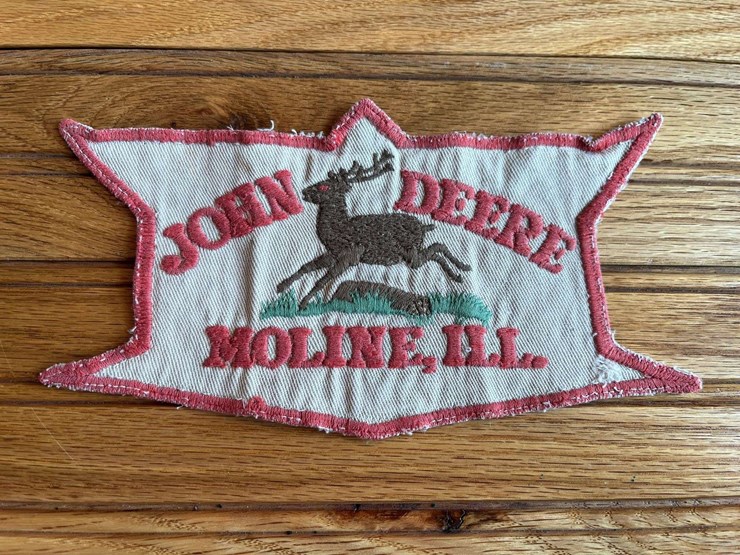 JOHN DEERE
MOLINE, ILL.